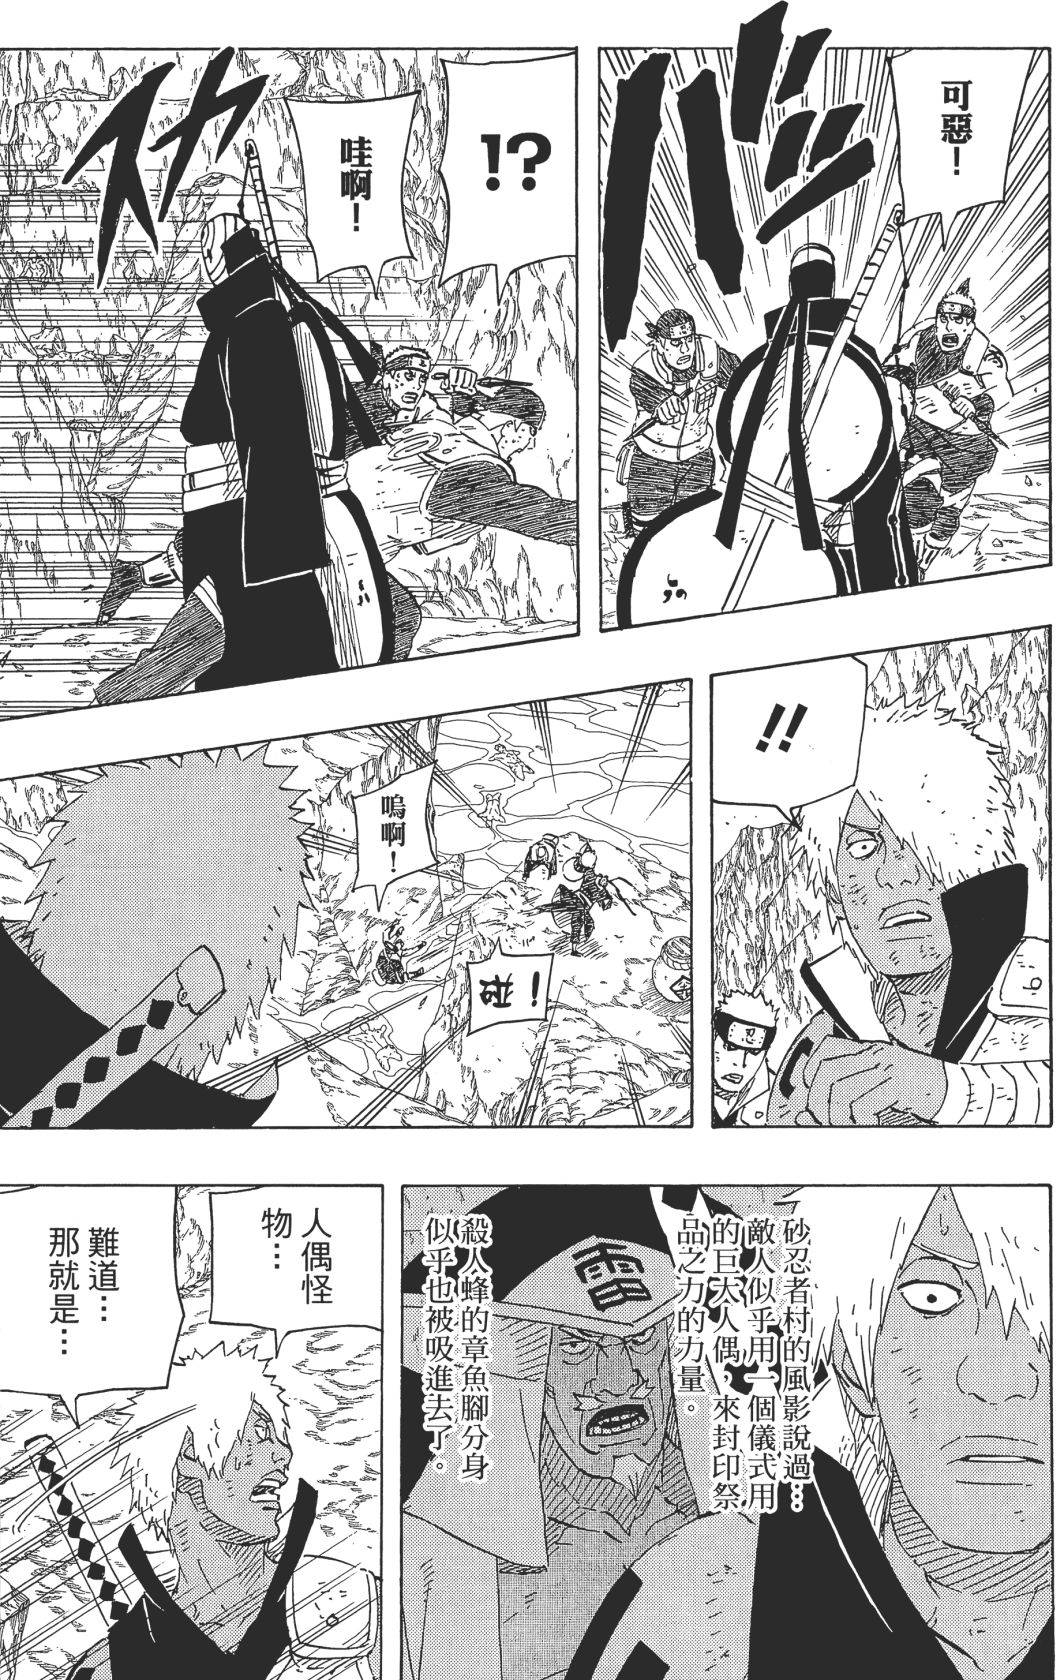 可惡！
!?
哇啊！
スカ
!!
忍
嗚啊！
砂忍者村的風影說過…
敵人似乎用一個儀式用
的巨大人偶，來封印祭
品之力的力量。
雷
殺人蜂的章魚腳分身
似乎也被吸進去了。
人偶怪
物…
難道…
那就是…